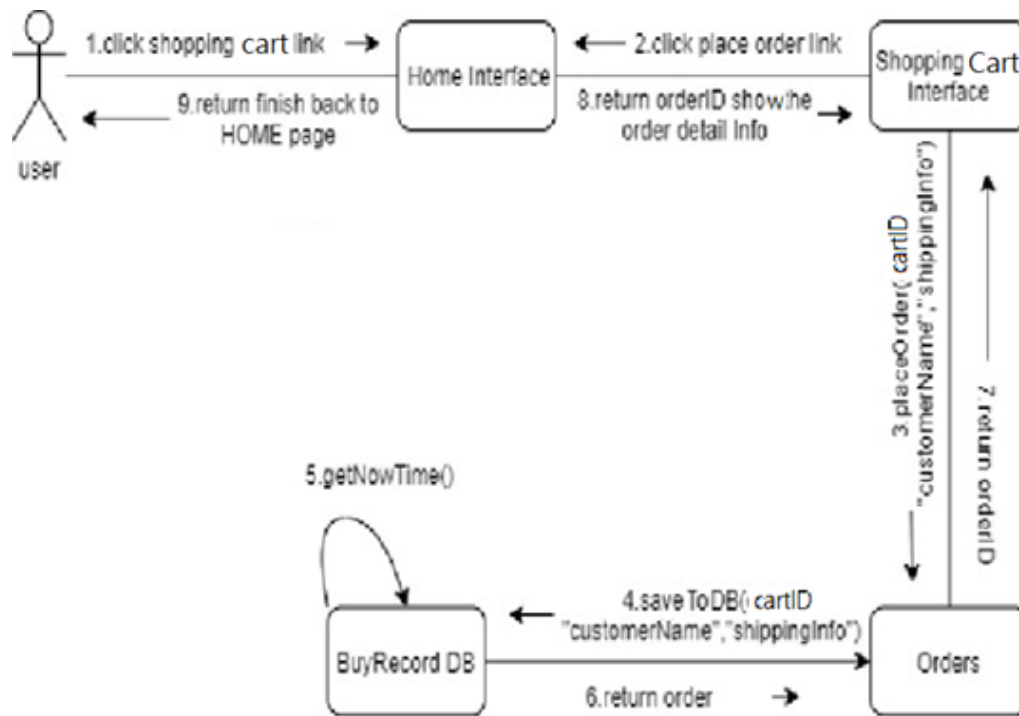 1.click shopping cart link
Home Interface
2.click place order link
Shopping Cart
Interface
9.return finish back to
HOME page
8.return orderID show the
order detail Info
user
3.placeOrder( cartID
"customerName","shippingInfo")
7.return orderID
5.getNowTime()
4.saveToDB( cartID
"customerName","shippingInfo")
BuyRecord DB
Orders
6.return order